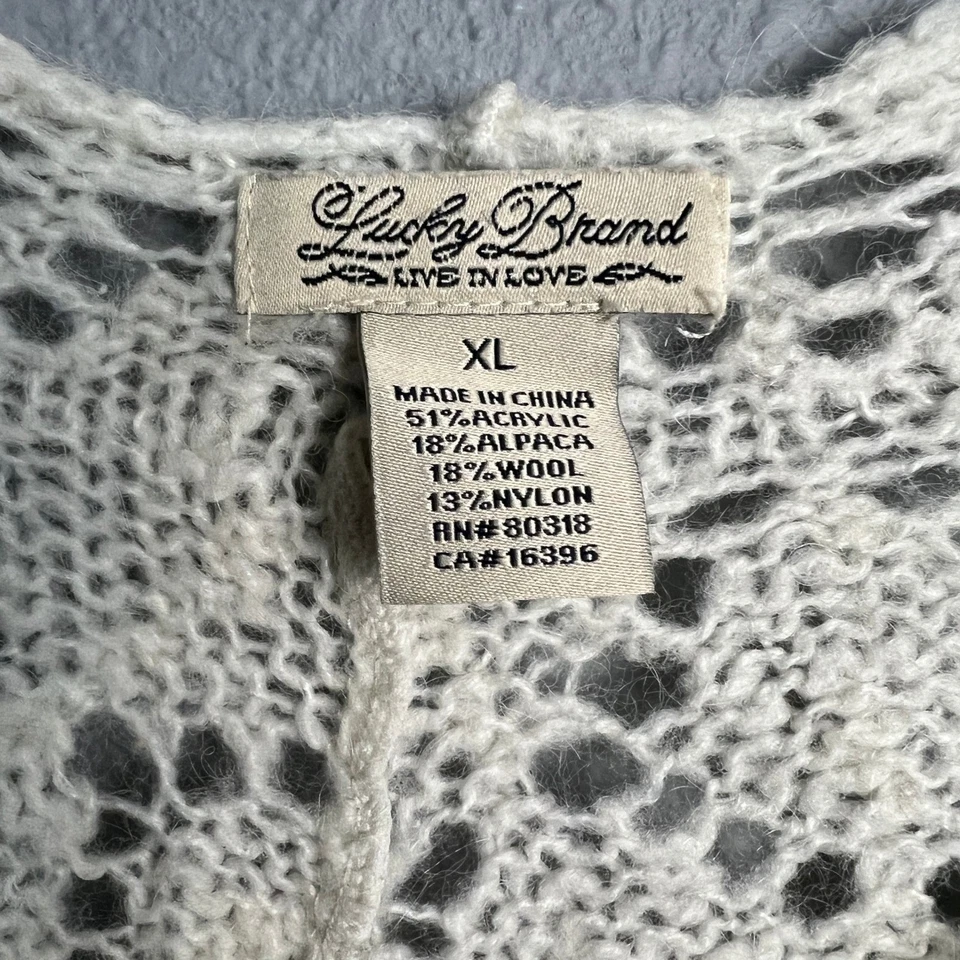 Lucky Brand
LIVE IN LOVE
XL
MADE IN CHINA
51%ACRYLIC
18%ALPACA
18%WOOL
13%NYLON
RN#80318
CA#16396